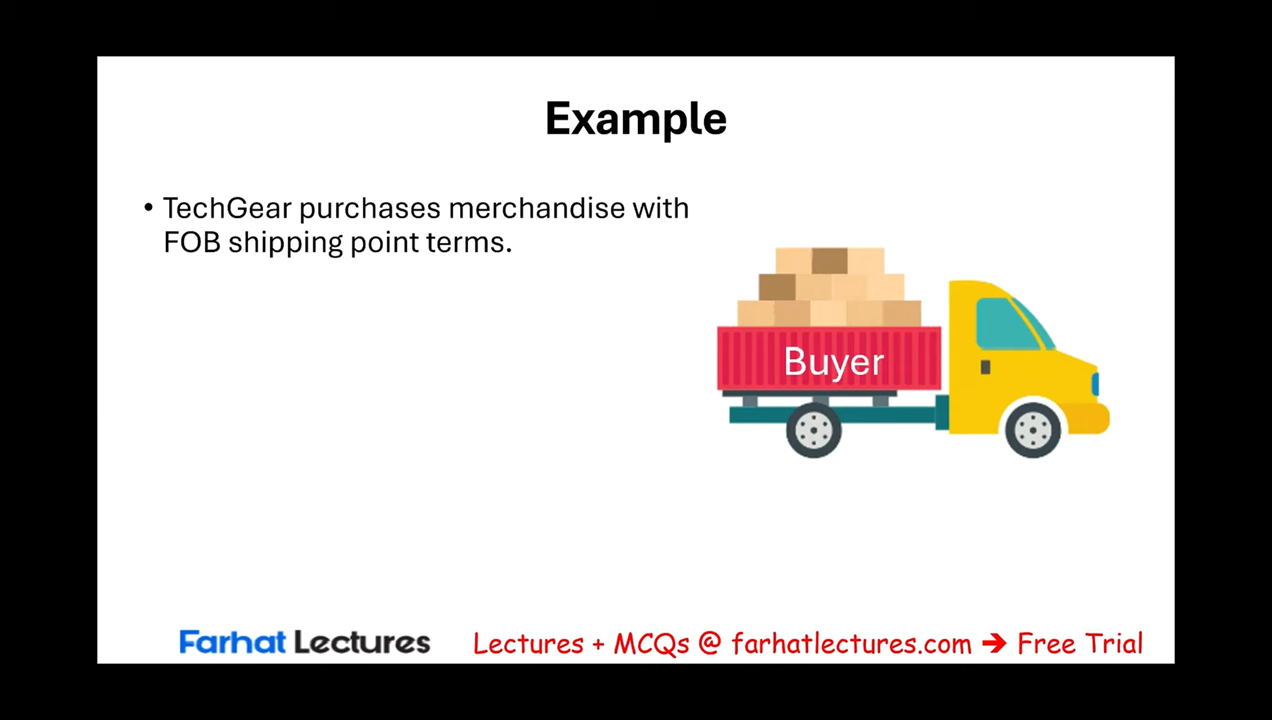 Example
• TechGear purchases merchandise with
FOB shipping point terms.
Buyer
Farhat Lectures
Lectures + MCQs @ farhatlectures.com ➔ Free Trial